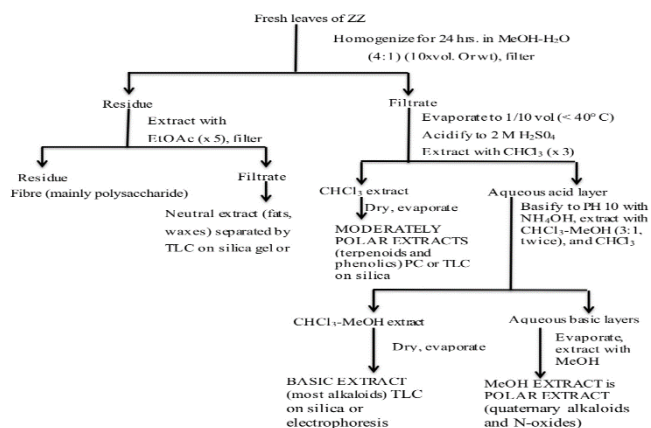 Fresh leaves of ZZ
Homogenize for 24 hrs. in MeOH-H₂O
(4:1) (10xvol. Or wt), filter
Residue
Filtrate
Extract with
EtOAc (x 5), filter
Evaporate to 1/10 vol (< 40° C)
Acidify to 2 M H₂S0₄
Extract with CHCl₃ (x 3)
Residue
Fibre (mainly polysaccharide)
Filtrate
Neutral extract (fats,
waxes) separated by
TLC on silica gel or
CHCl₃ extract
Dry, evaporate
MODERATELY
POLAR EXTRACTS
(terpenoids and
phenolics) PC or TLC
on silica
Aqueous acid layer
Basify to PH 10 with
NH₄OH, extract with
CHCl₃-MeOH (3:1,
twice), and CHCl₃
CHCl₃-MeOH extract
Dry, evaporate
BASIC EXTRACT
(most alkaloids) TLC
on silica or
electrophoresis
Aqueous basic layers
Evaporate,
extract with
MeOH
MeOH EXTRACT is
POLAR EXTRACT
(quaternary alkaloids
and N-oxides)